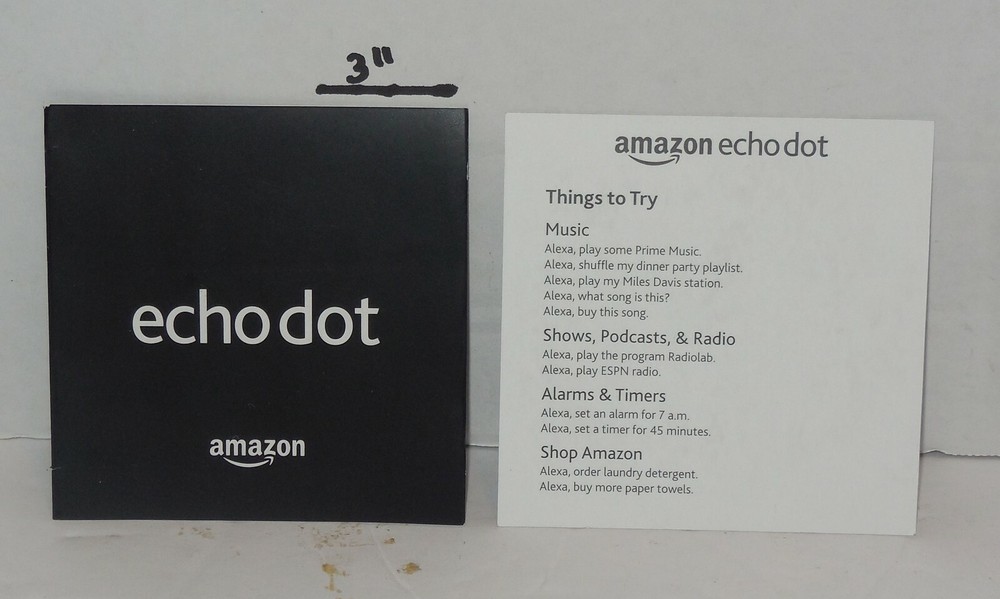 3"
echo dot
amazon
amazon echo dot
Things to Try
Music
Alexa, play some Prime Music.
Alexa, shuffle my dinner party playlist.
Alexa, play my Miles Davis station.
Alexa, what song is this?
Alexa, buy this song.
Shows, Podcasts, & Radio
Alexa, play the program Radiolab.
Alexa, play ESPN radio.
Alarms & Timers
Alexa, set an alarm for 7 a.m.
Alexa, set a timer for 45 minutes.
Shop Amazon
Alexa, order laundry detergent.
Alexa, buy more paper towels.